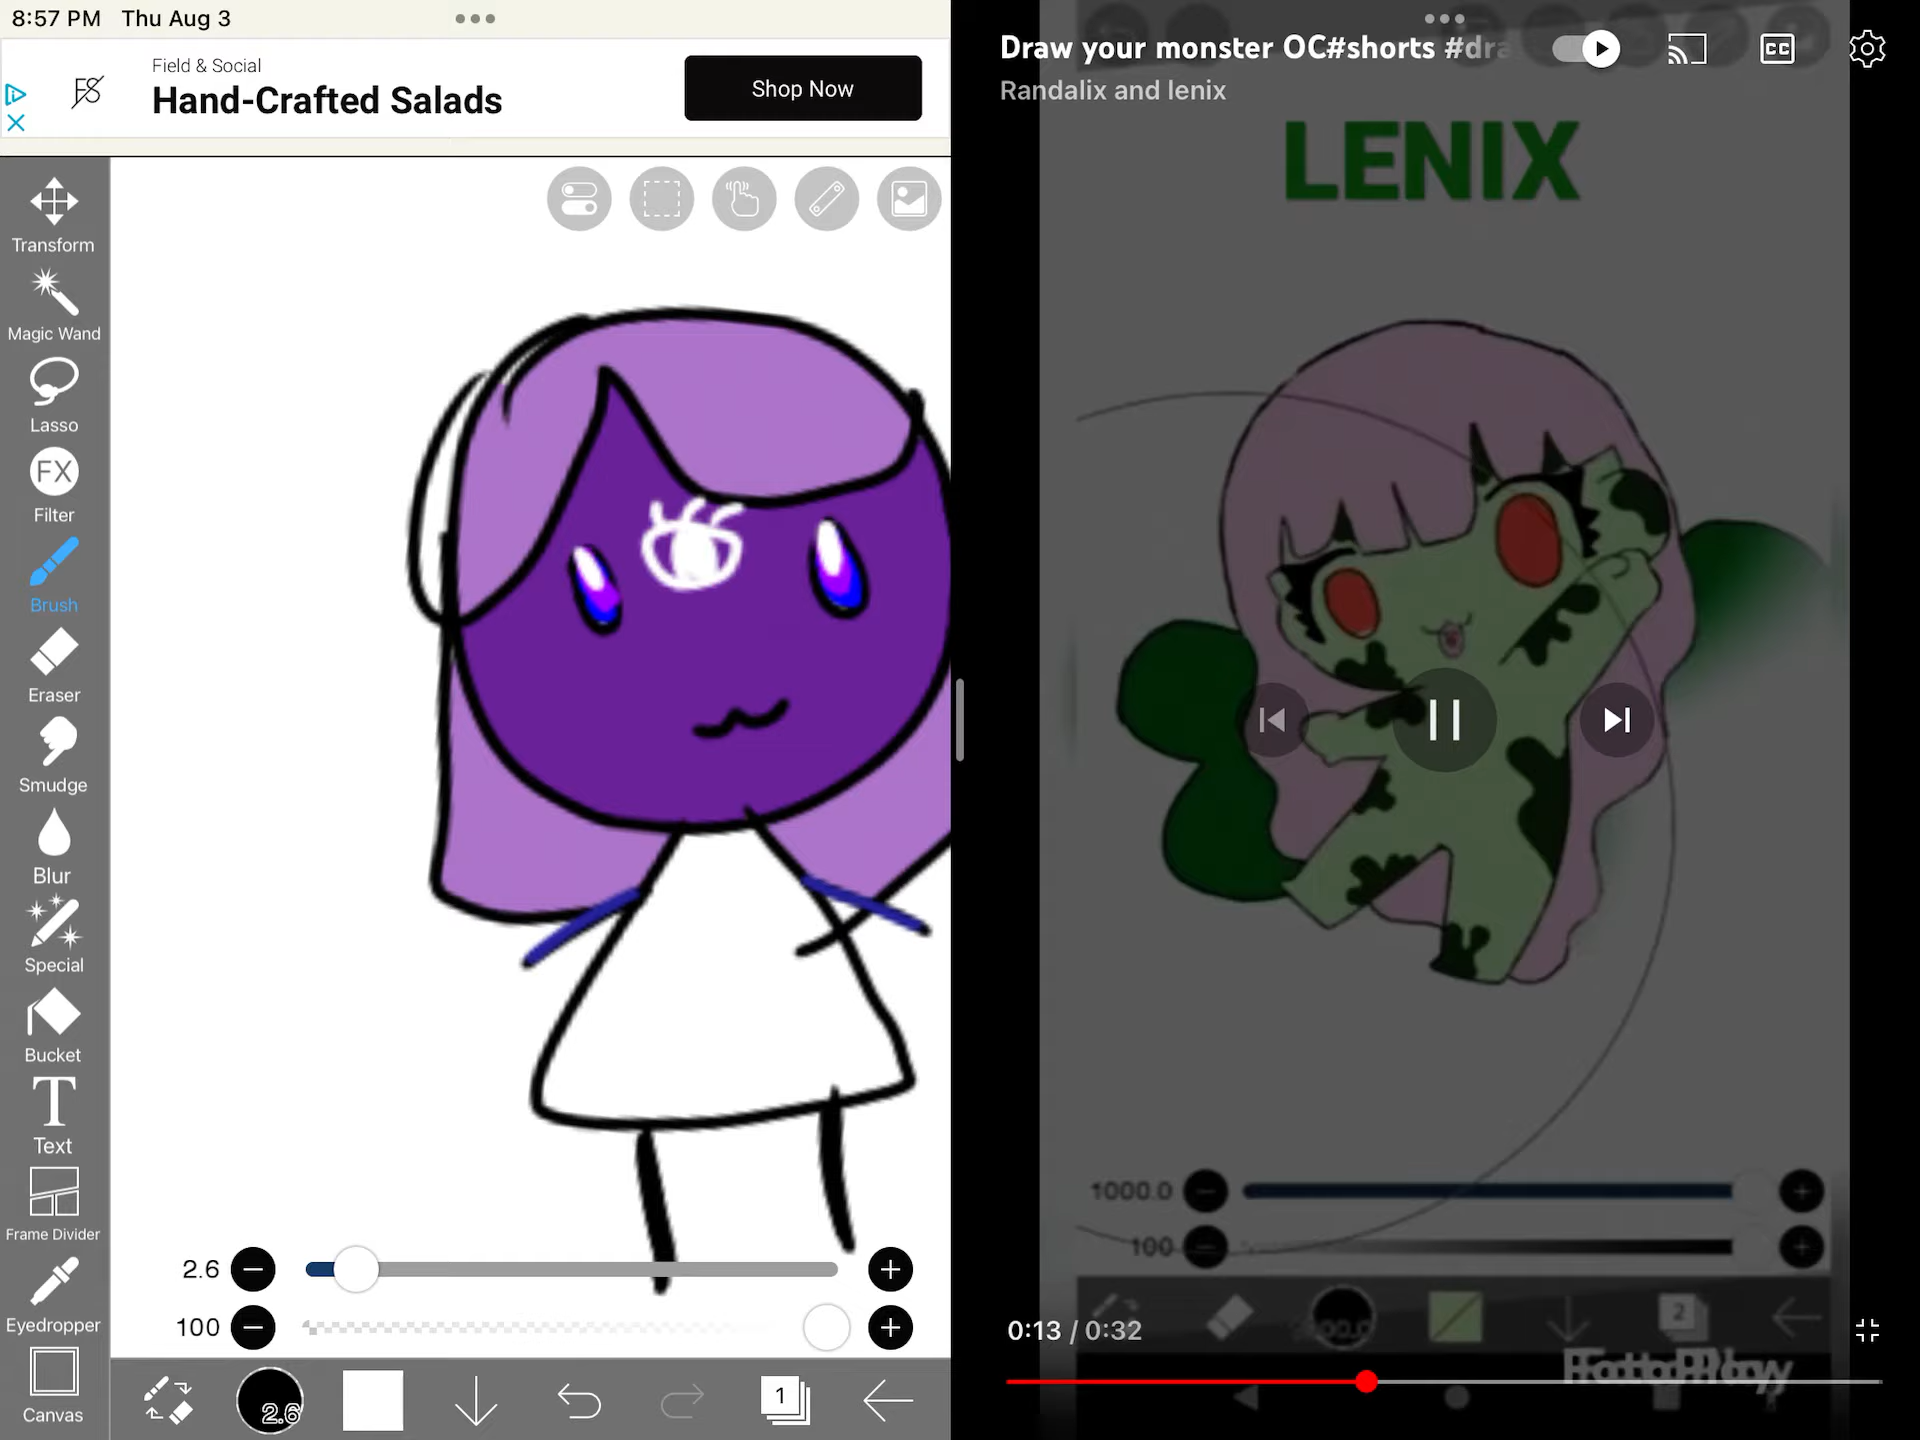 8:57 PM Thu Aug 3
Field & Social
Hand-Crafted Salads
Shop Now
Transform
Magic Wand
Lasso
FX
Filter
Brush
Eraser
Smudge
Blur
Special
Bucket
T
Text
Frame Divider
Eyedropper
Canvas
2.6
100
2.6
1
Draw your monster OC#shorts #dra
CC
Randalix and lenix
LENIX
1000.0
100
2
0:13 / 0:32